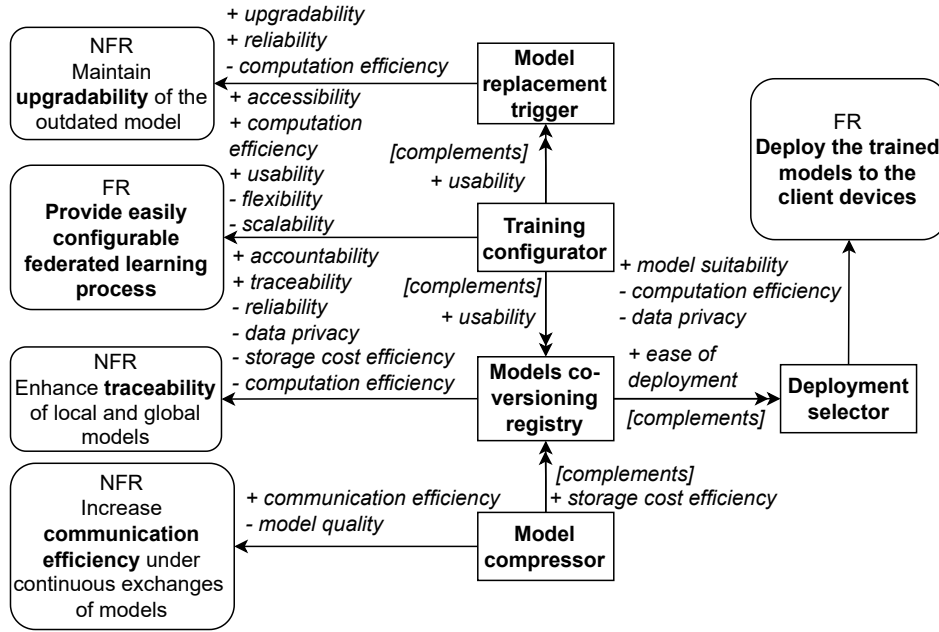 NFR
Maintain
upgradability of the
outdated model
+ upgradability
+ reliability
- computation efficiency
Model
replacement
trigger
+ accessibility
+ computation
efficiency
+ usability
- flexibility
- scalability
[complements]
+ usability
FR
Deploy the trained
models to the
client devices
FR
Provide easily
configurable
federated learning
process
Training
configurator
+ accountability
+ traceability
- reliability
- data privacy
- storage cost efficiency
- computation efficiency
[complements]
+ usability
+ model suitability
- computation efficiency
- data privacy
NFR
Enhance traceability
of local and global
models
Models co-
versioning
registry
+ ease of
deployment
[complements]
Deployment
selector
NFR
Increase
communication
efficiency under
continuous exchanges
of models
+ communication efficiency
- model quality
[complements]
+ storage cost efficiency
Model
compressor